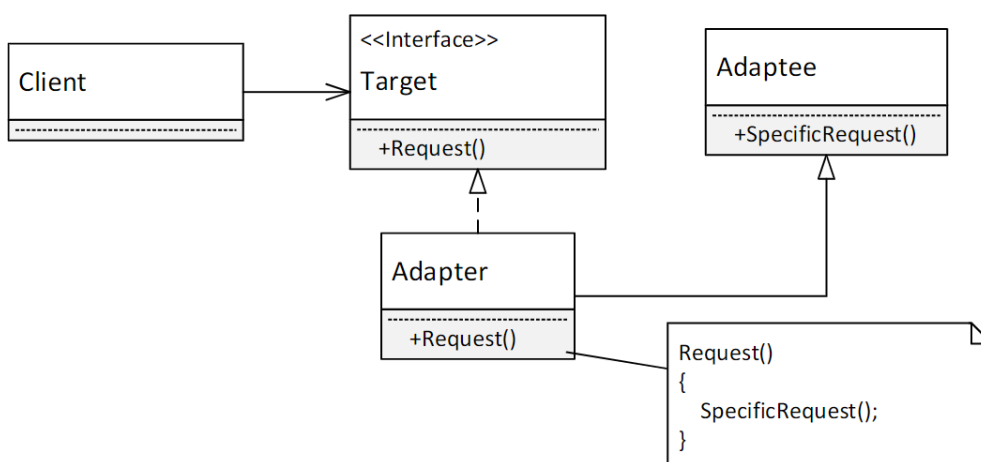 Client
<<Interface>>
Target
+Request()
Adaptee
+SpecificRequest()
Adapter
+Request()
Request()
{
SpecificRequest();
}